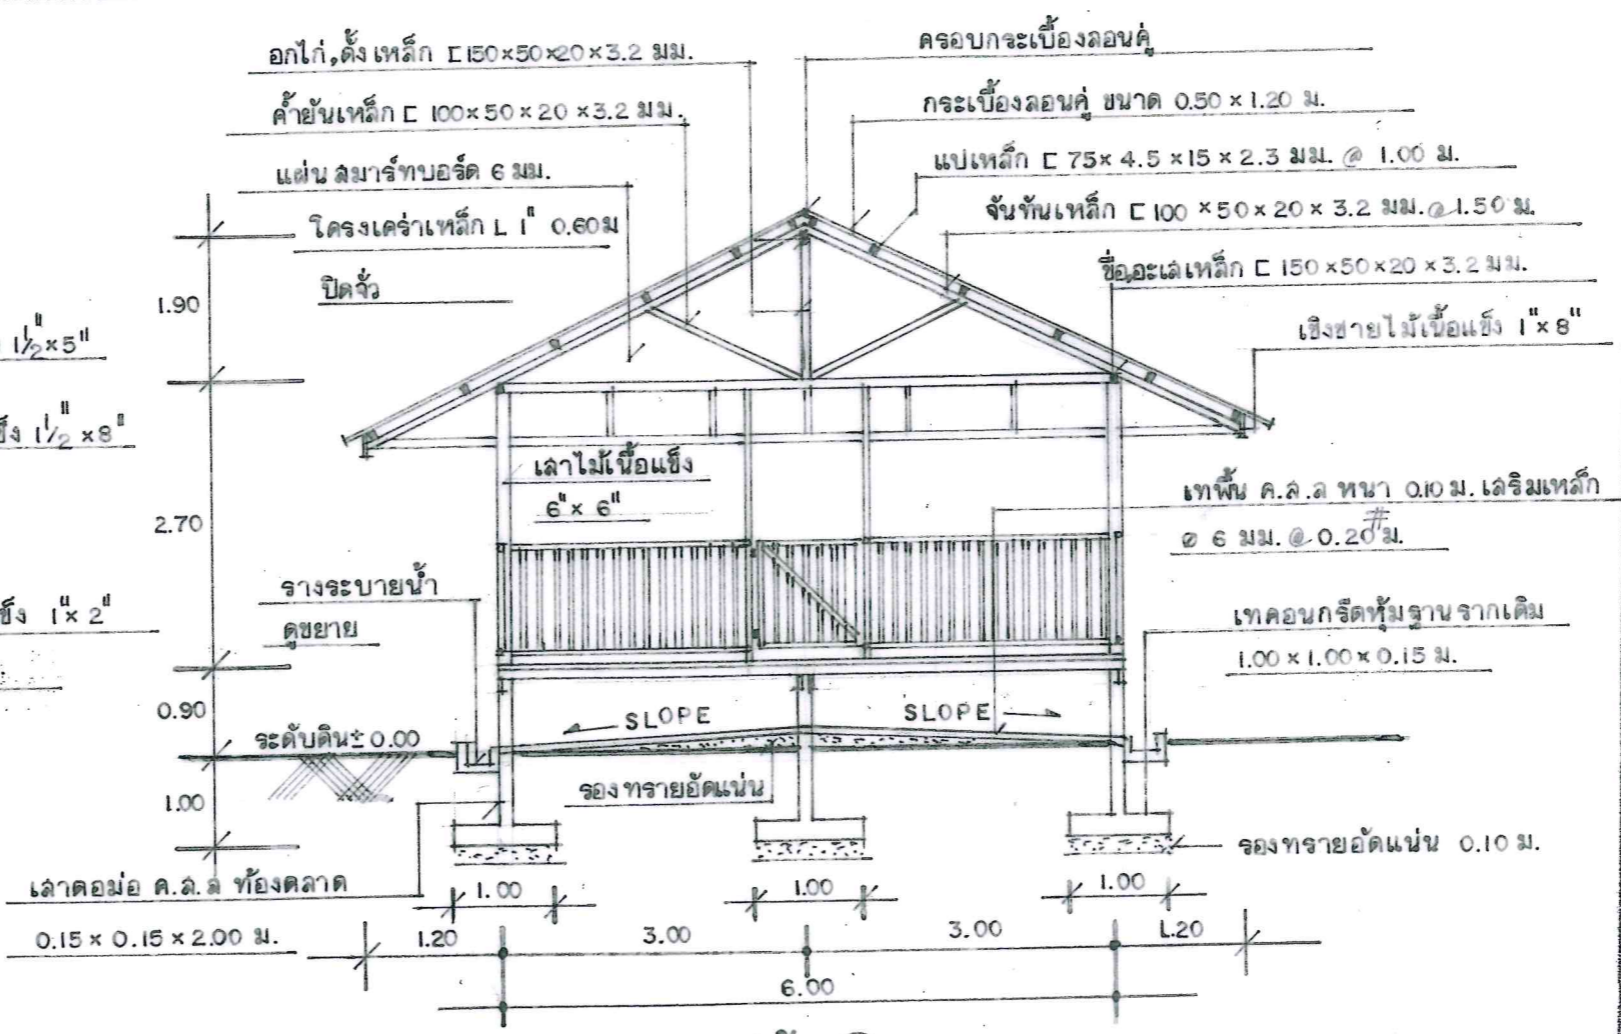 อกไก่,ดั้งเหล็ก ⊏150×50×20×3.2 มม.
ค้ำยันเหล็ก ⊏ 100×50×20×3.2 มม.
แผ่นสมาร์ทบอร์ด 6 มม.
โครงเคร่าเหล็ก L 1" 0.60ม
ปิดจั่ว
ครอบกระเบื้องลอนคู่
กระเบื้องลอนคู่ ขนาด 0.50 × 1.20 ม.
แปเหล็ก ⊏ 75× 4.5 ×15 × 2.3 มม. @ 1.00 ม.
จันทันเหล็ก ⊏ 100 ×50× 20 × 3.2 มม.@1.50 ม.
ขื่อ,อะเสเหล็ก ⊏ 150 ×50×20 ×3.2 มม.
เชิงชายไม้เนื้อแข็ง 1"× 8"
1.90
1½"×5"
1½" ×8"
เสาไม้เนื้อแข็ง
6"× 6"
2.70
เทพื้น ค.ส.ล หนา 0.10 ม. เสริมเหล็ก
ø 6 มม. @ 0.20 # ม.
รางระบายน้ำ
ดูขยาย
1"× 2"
เทคอนกรีตหุ้มฐานรากเดิม
1.00 × 1.00 × 0.15 ม.
0.90
ระดับดิน± 0.00
SLOPE
SLOPE
1.00
รองทรายอัดแน่น
รองทรายอัดแน่น 0.10 ม.
เสาตอม่อ ค.ส.ล ท้องตลาด
0.15 × 0.15 × 2.00 ม.
1.00
1.00
1.00
1.20
3.00
3.00
1.20
6.00